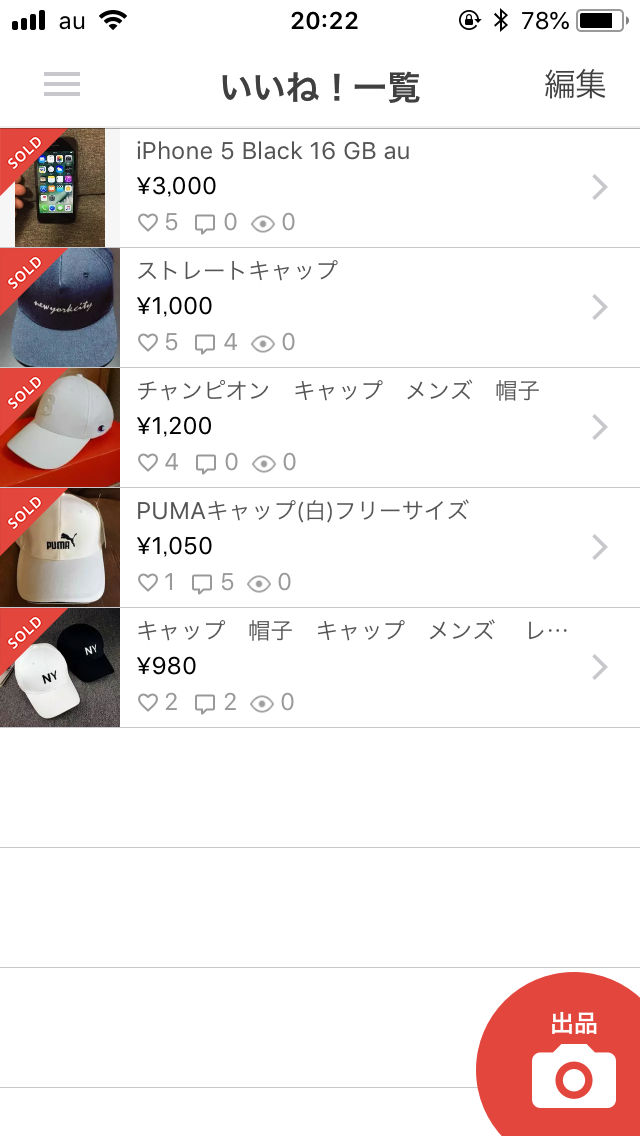 au 20:22 78%
いいね！一覧 編集
SOLD
iPhone 5 Black 16 GB au
¥3,000
5 0 0
SOLD
new york city
ストレートキャップ
¥1,000
5 4 0
SOLD
チャンピオン　キャップ　メンズ　帽子
¥1,200
4 0 0
SOLD
PUMA
PUMAキャップ(白)フリーサイズ
¥1,050
1 5 0
SOLD
NY NY
キャップ　帽子　キャップ　メンズ　レ…
¥980
2 2 0
出品